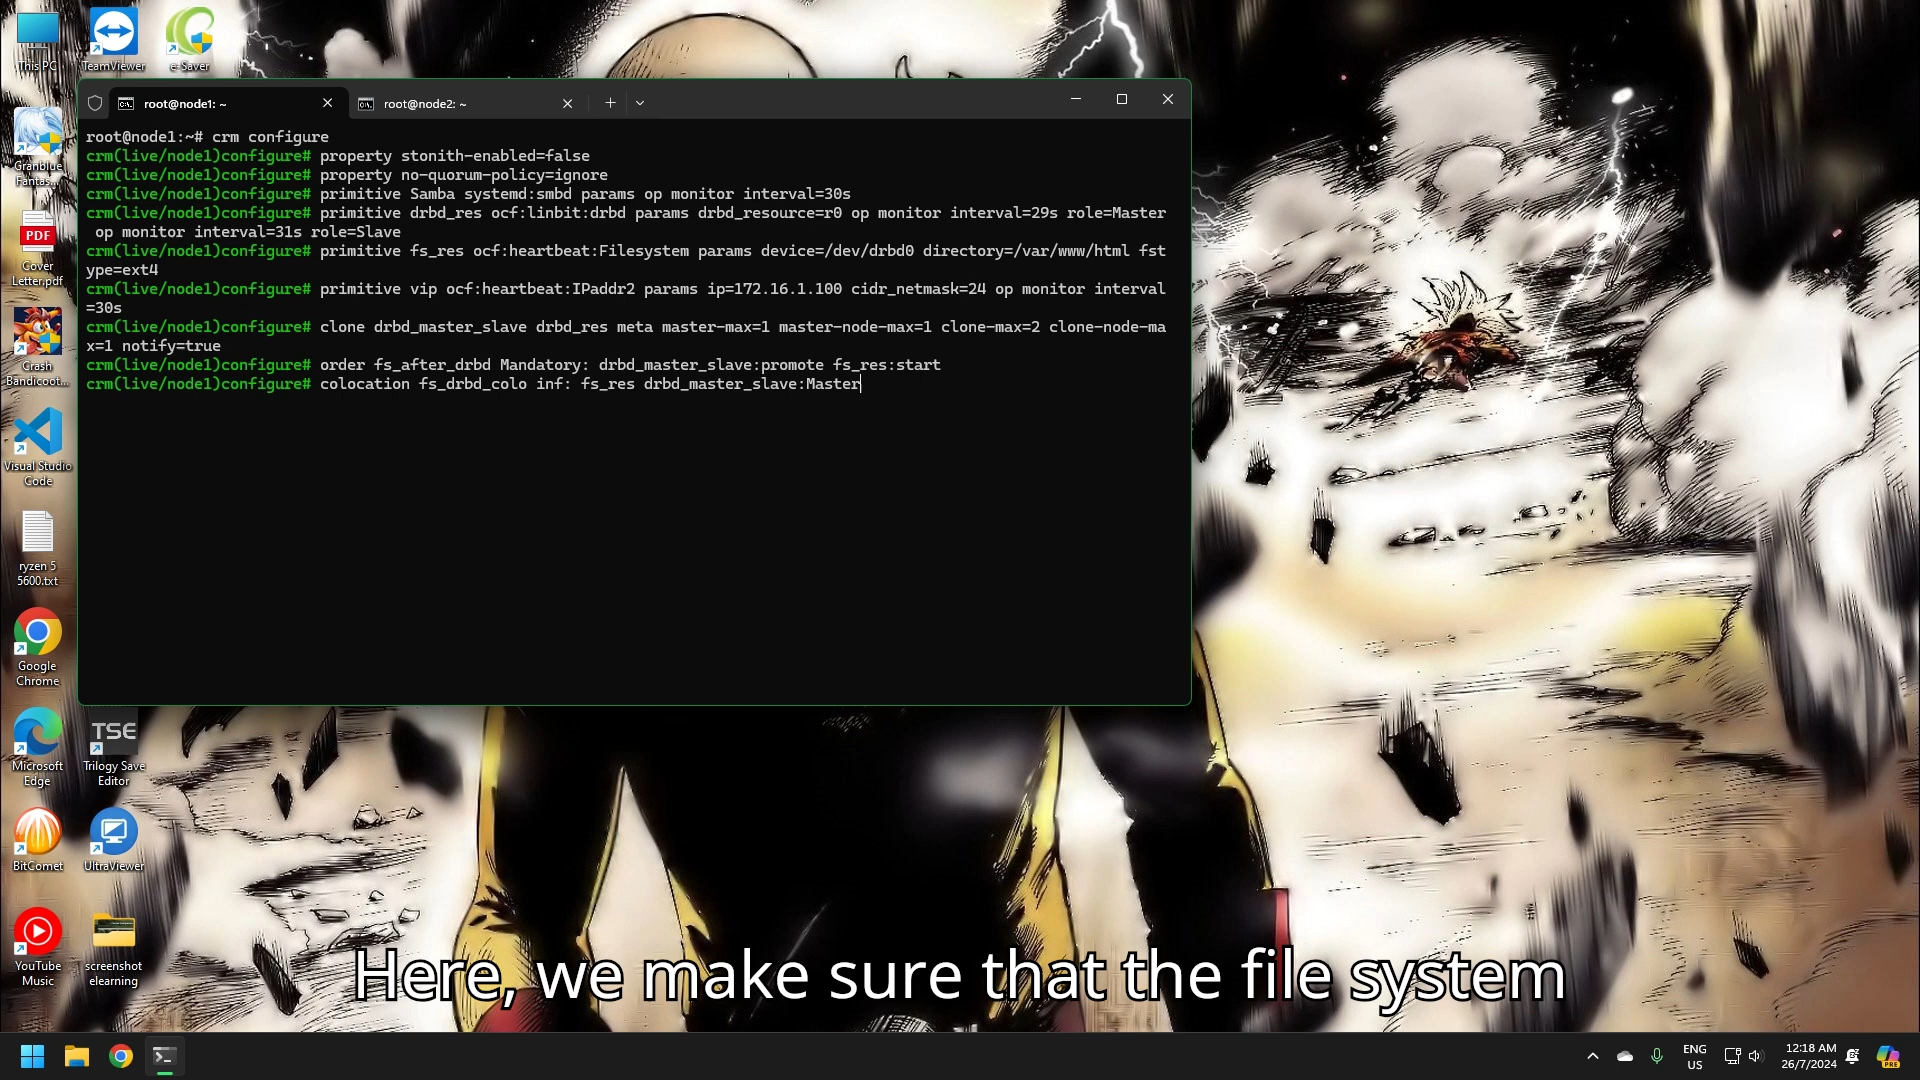 This PC
TeamViewer
e-Saver
root@node1: ~
root@node2: ~
root@node1:~# crm configure
crm(live/node1)configure# property stonith-enabled=false
crm(live/node1)configure# property no-quorum-policy=ignore
crm(live/node1)configure# primitive Samba systemd:smbd params op monitor interval=30s
crm(live/node1)configure# primitive drbd_res ocf:linbit:drbd params drbd_resource=r0 op monitor interval=29s role=Master
op monitor interval=31s role=Slave
crm(live/node1)configure# primitive fs_res ocf:heartbeat:Filesystem params device=/dev/drbd0 directory=/var/www/html fst
ype=ext4
crm(live/node1)configure# primitive vip ocf:heartbeat:IPaddr2 params ip=172.16.1.100 cidr_netmask=24 op monitor interval
=30s
crm(live/node1)configure# clone drbd_master_slave drbd_res meta master-max=1 master-node-max=1 clone-max=2 clone-node-ma
x=1 notify=true
crm(live/node1)configure# order fs_after_drbd Mandatory: drbd_master_slave:promote fs_res:start
crm(live/node1)configure# colocation fs_drbd_colo inf: fs_res drbd_master_slave:Master
Granblue
Fantas...
PDF
Cover
Letter.pdf
Crash
Bandicoot...
Visual Studio
Code
ryzen 5
5600.txt
Google
Chrome
Microsoft
Edge
TSE
Trilogy Save
Editor
BitComet
UltraViewer
YouTube
Music
screenshot
elearning
Here, we make sure that the file system
ENG
US
12:18 AM
26/7/2024
PRE